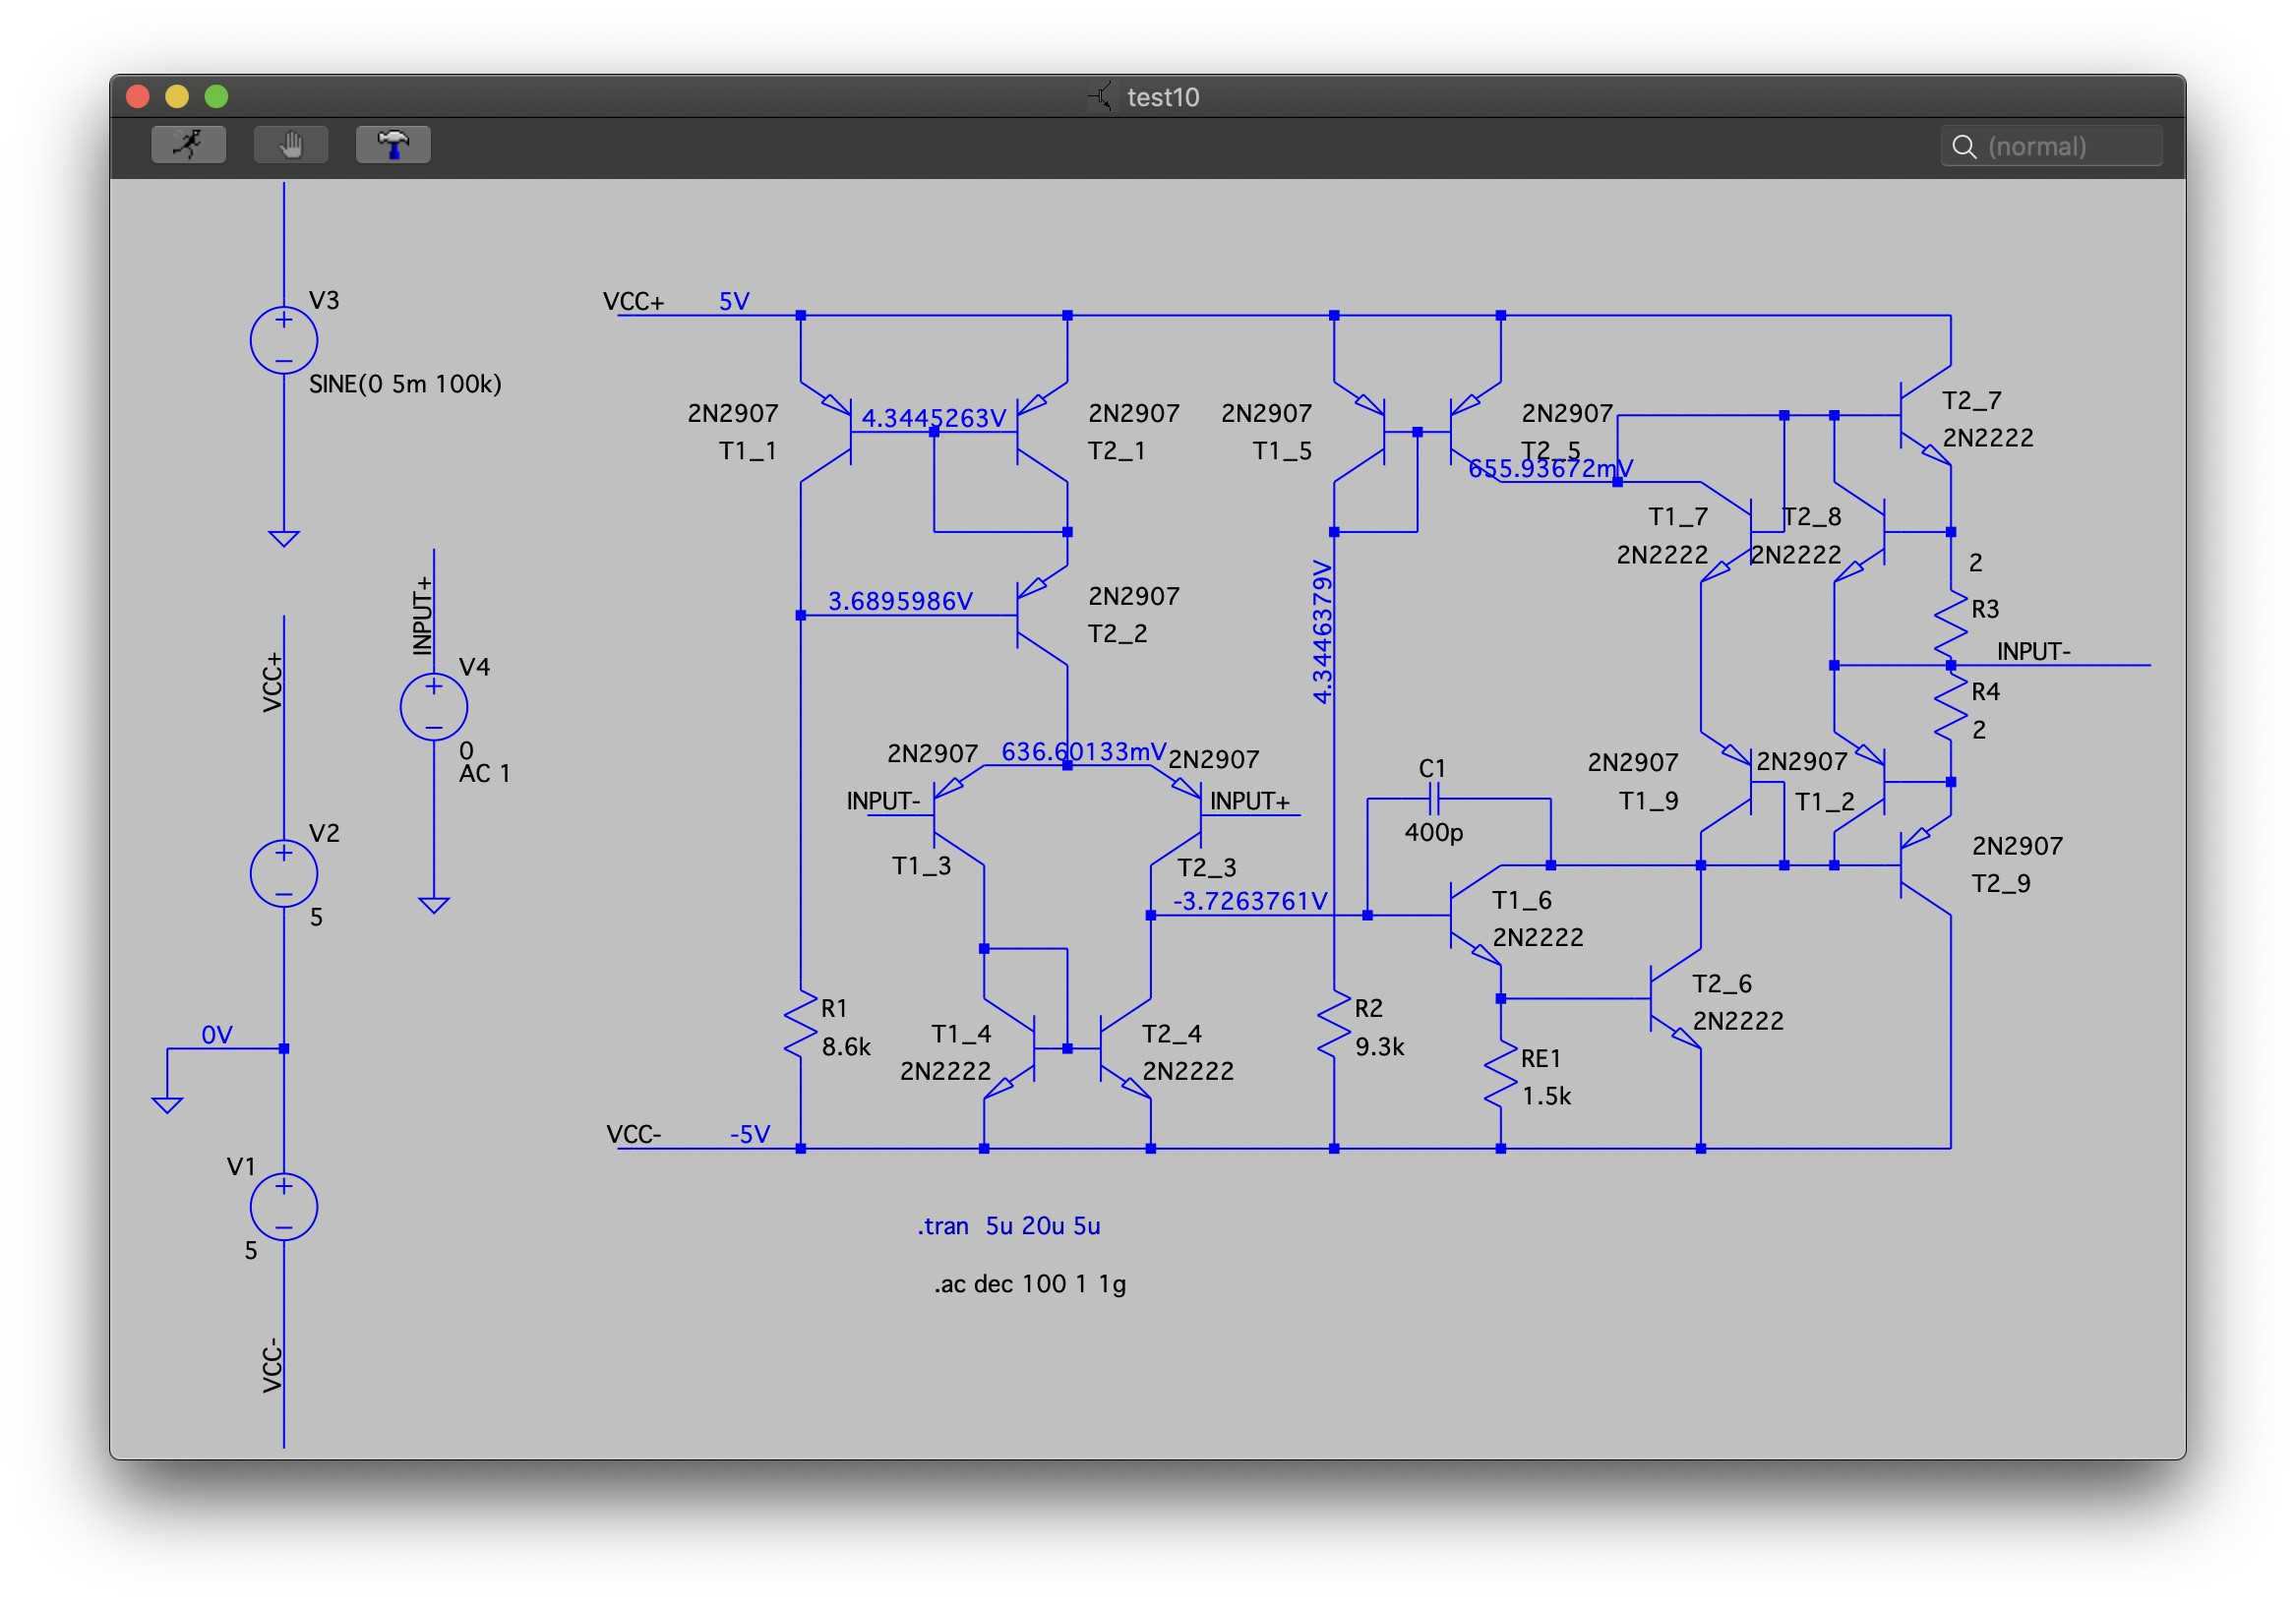 test10
(normal)
V3
+
−
SINE(0 5m 100k)
VCC+ 5V
2N2907
T1_1
4.3445263V
2N2907
T2_1
2N2907
T1_5
2N2907
T2_5
655.93672mV
T2_7
2N2222
T1_7
2N2222
T2_8
2N2222
2
R3
INPUT-
R4
2
INPUT+
V4
+
−
0
AC 1
VCC+
3.6895986V
2N2907
T2_2
4.3446379V
2N2907
636.60133mV
2N2907
INPUT-
INPUT+
T1_3
T2_3
C1
400p
2N2907
T1_9
2N2907
T1_2
2N2907
T2_9
V2
+
−
5
-3.7263761V
T1_6
2N2222
T2_6
2N2222
0V
R1
8.6k
T1_4
2N2222
T2_4
2N2222
R2
9.3k
RE1
1.5k
VCC- -5V
V1
+
−
5
.tran 5u 20u 5u
.ac dec 100 1 1g
VCC-